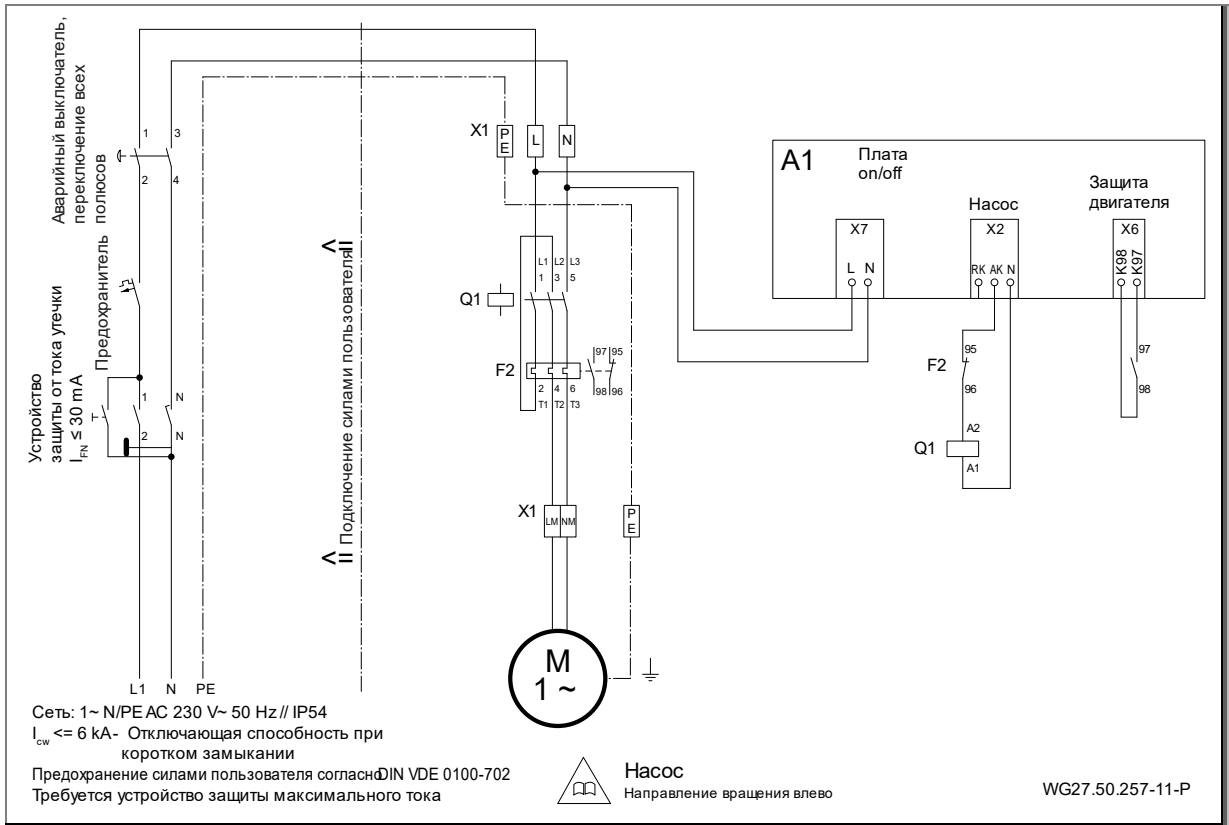 Аварийный выключатель,
переключение всех
полюсов
Предохранитель
Устройство
защиты от тока утечки
I_FN ≤ 30 mA
1
3
2
4
1
N
2
N
L1
N
PE
<= Подключение силами пользователя <=
X1
PE
L
N
L1 L2 L3
1 3 5
Q1
F2
97 95
98 96
2 4 6
T1 T2 T3
X1
LM NM
PE
M
1 ~
A1
Плата
on/off
Насос
Защита
двигателя
X7
X2
X6
L N
RK AK N
K98 K97
95
F2
96
A2
Q1
A1
97
98
Сеть: 1~ N/PE AC 230 V~ 50 Hz // IP54
I_cw <= 6 kA - Отключающая способность при
коротком замыкании
Предохранение силами пользователя согласно DIN VDE 0100-702
Требуется устройство защиты максимального тока
Насос
Направление вращения влево
WG27.50.257-11-P